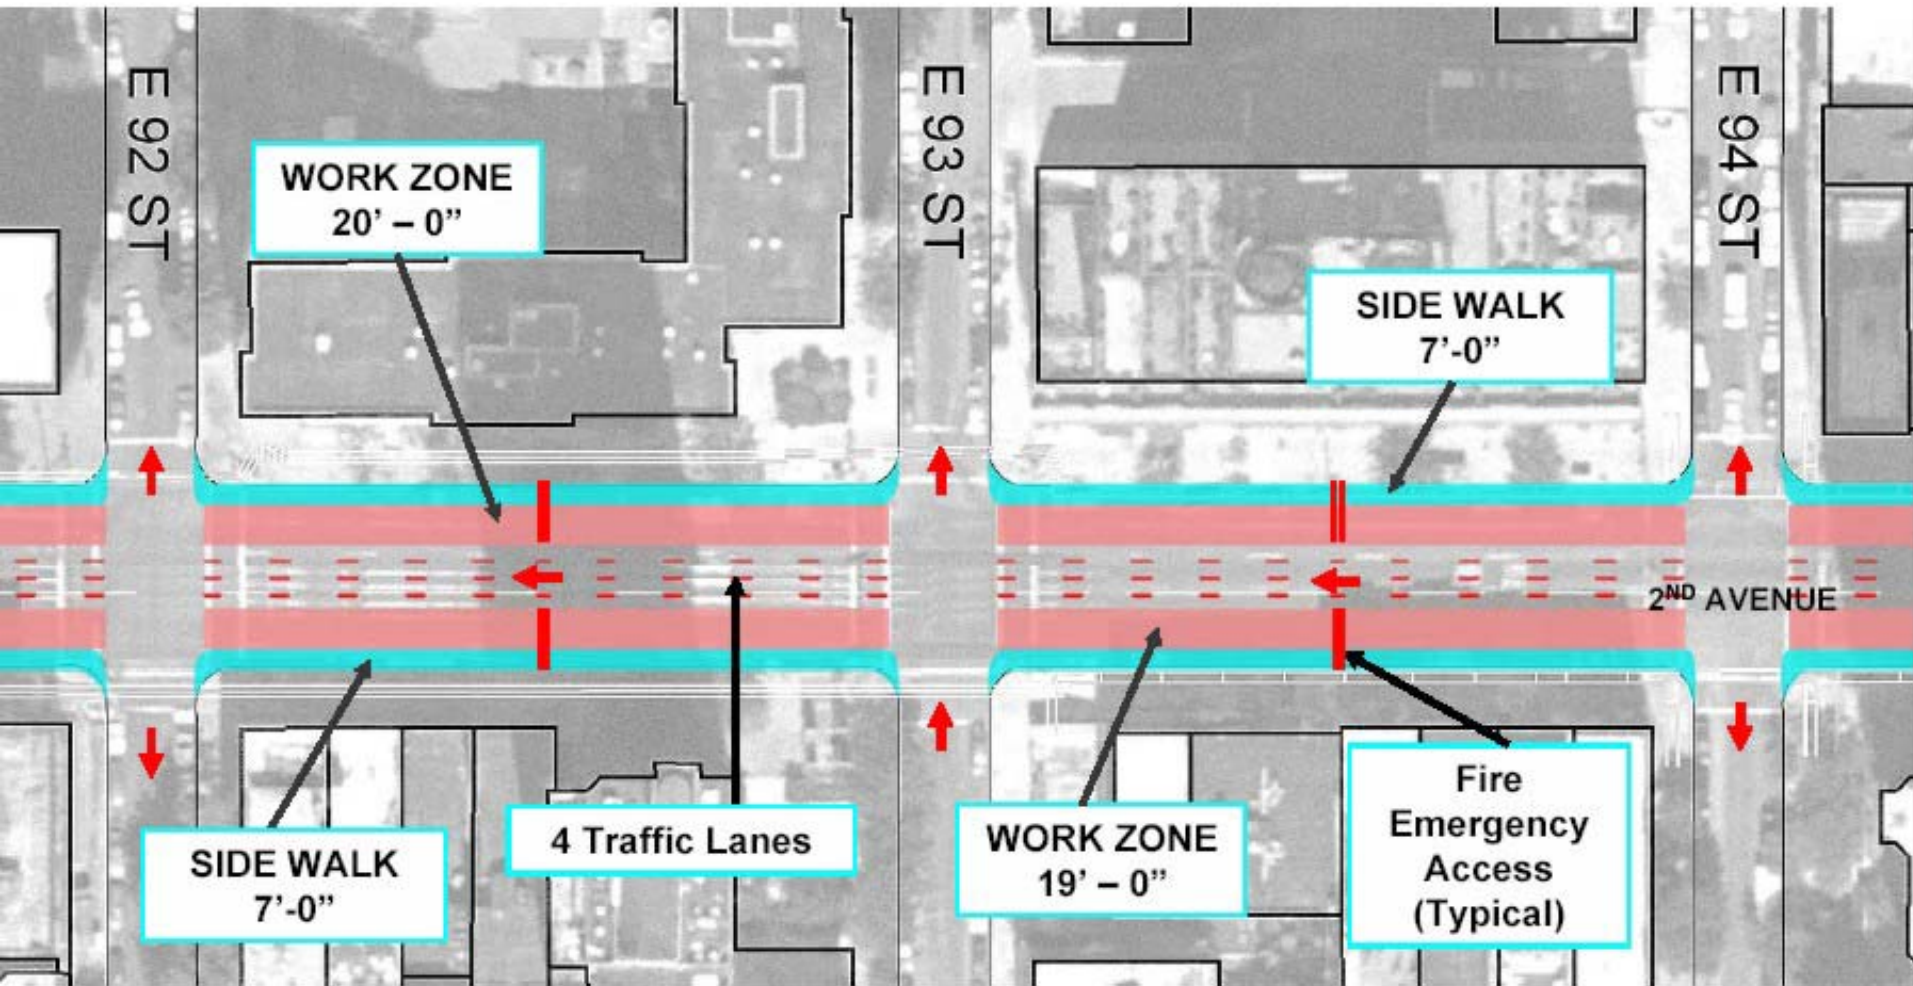 E 92 ST
E 93 ST
E 94 ST
WORK ZONE
20’ – 0”
SIDE WALK
7’-0”
2ND AVENUE
SIDE WALK
7’-0”
4 Traffic Lanes
WORK ZONE
19’ – 0”
Fire
Emergency
Access
(Typical)